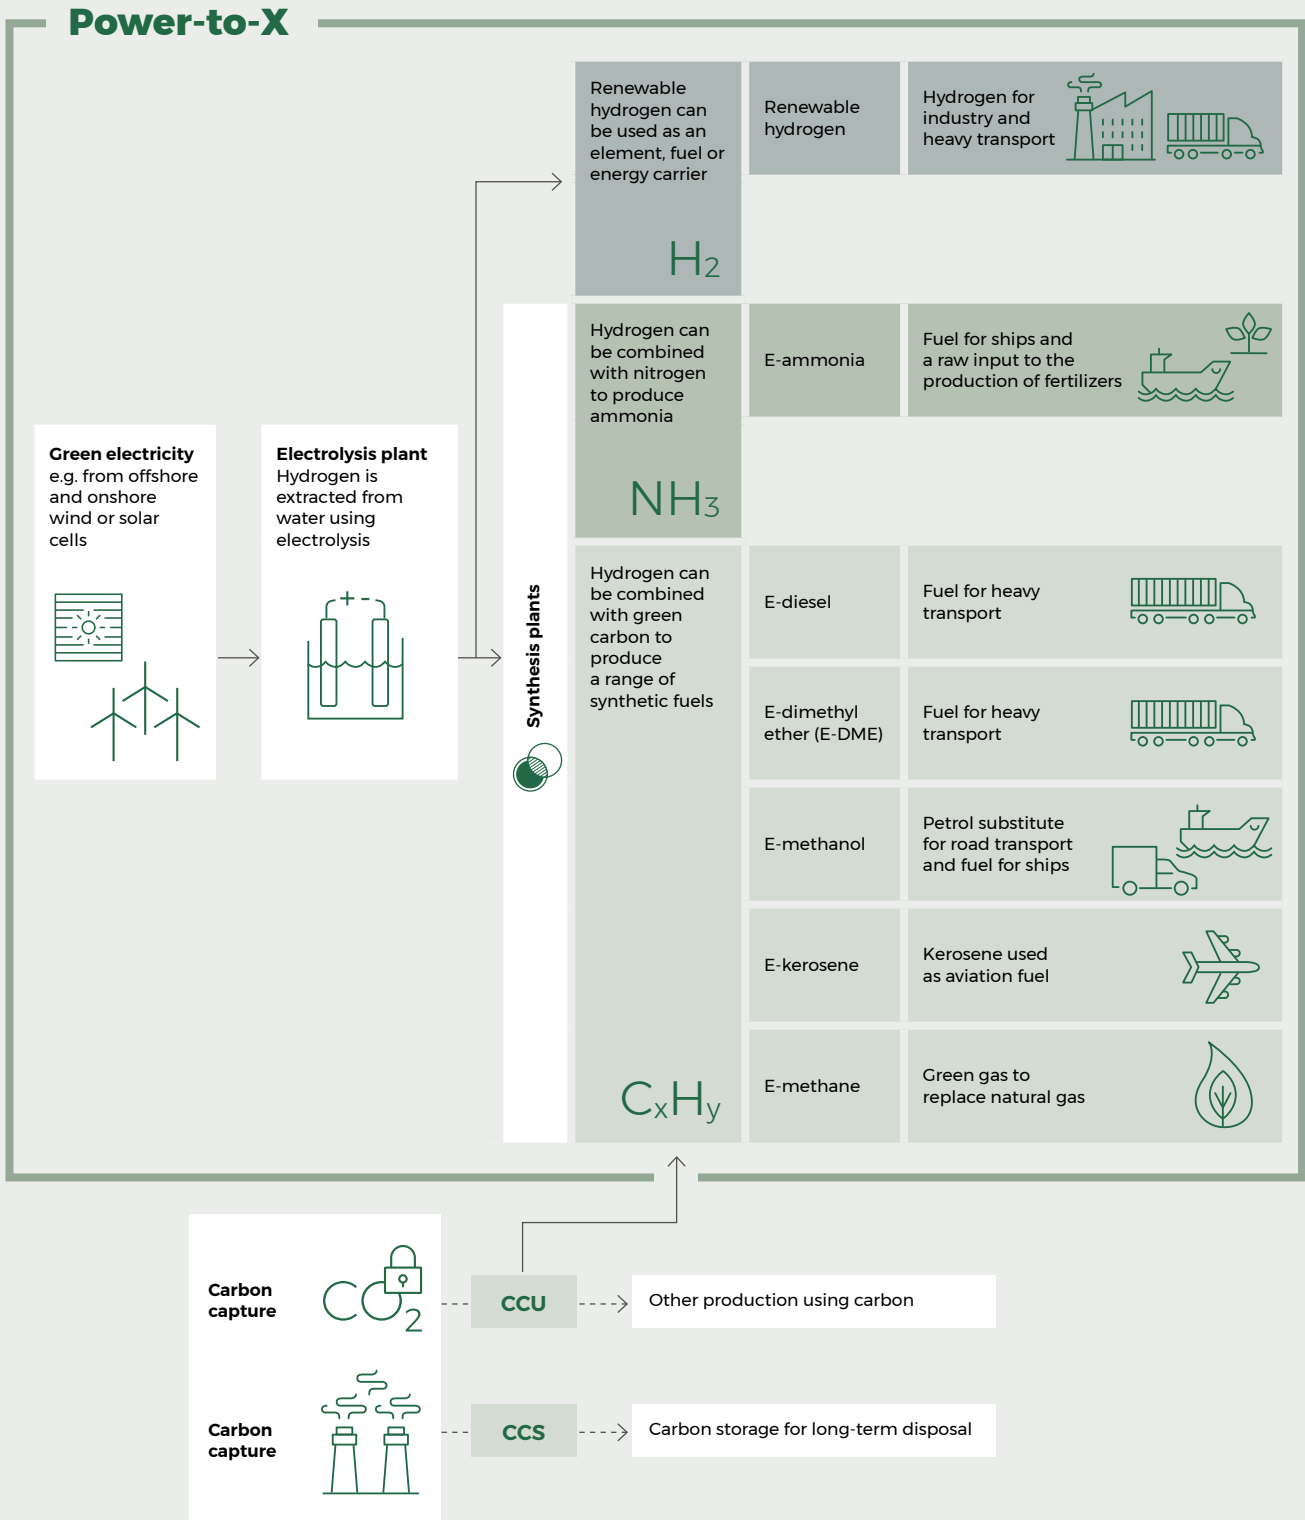 Power-to-X
Renewable
hydrogen can
be used as an
element, fuel or
energy carrier
H2
Renewable
hydrogen
Hydrogen for
industry and
heavy transport
Hydrogen can
be combined
with nitrogen
to produce
ammonia
NH3
E-ammonia
Fuel for ships and
a raw input to the
production of fertilizers
Green electricity
e.g. from offshore
and onshore
wind or solar
cells
Electrolysis plant
Hydrogen is
extracted from
water using
electrolysis
+ -
Synthesis plants
Hydrogen can
be combined
with green
carbon to
produce
a range of
synthetic fuels
CxHy
E-diesel
Fuel for heavy
transport
E-dimethyl
ether (E-DME)
Fuel for heavy
transport
E-methanol
Petrol substitute
for road transport
and fuel for ships
E-kerosene
Kerosene used
as aviation fuel
E-methane
Green gas to
replace natural gas
Carbon
capture
CO2
CCU
Other production using carbon
Carbon
capture
CCS
Carbon storage for long-term disposal